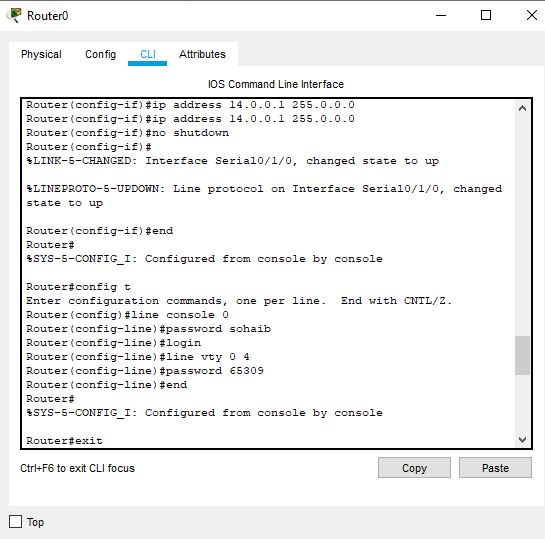 Router0
Physical Config CLI Attributes
IOS Command Line Interface
Router(config-if)#ip address 14.0.0.1 255.0.0.0
Router(config-if)#ip address 14.0.0.1 255.0.0.0
Router(config-if)#no shutdown
Router(config-if)#
%LINK-5-CHANGED: Interface Serial0/1/0, changed state to up
%LINEPROTO-5-UPDOWN: Line protocol on Interface Serial0/1/0, changed
state to up
Router(config-if)#end
Router#
%SYS-5-CONFIG_I: Configured from console by console
Router#config t
Enter configuration commands, one per line.  End with CNTL/Z.
Router(config)#line console 0
Router(config-line)#password sohaib
Router(config-line)#login
Router(config-line)#line vty 0 4
Router(config-line)#password 65309
Router(config-line)#end
Router#
%SYS-5-CONFIG_I: Configured from console by console
Router#exit
Ctrl+F6 to exit CLI focus
Copy Paste
Top